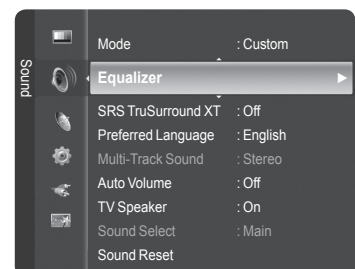 Sound
Mode : Custom
Equalizer
SRS TruSurround XT : Off
Preferred Language : English
Multi-Track Sound : Stereo
Auto Volume : Off
TV Speaker : On
Sound Select : Main
Sound Reset